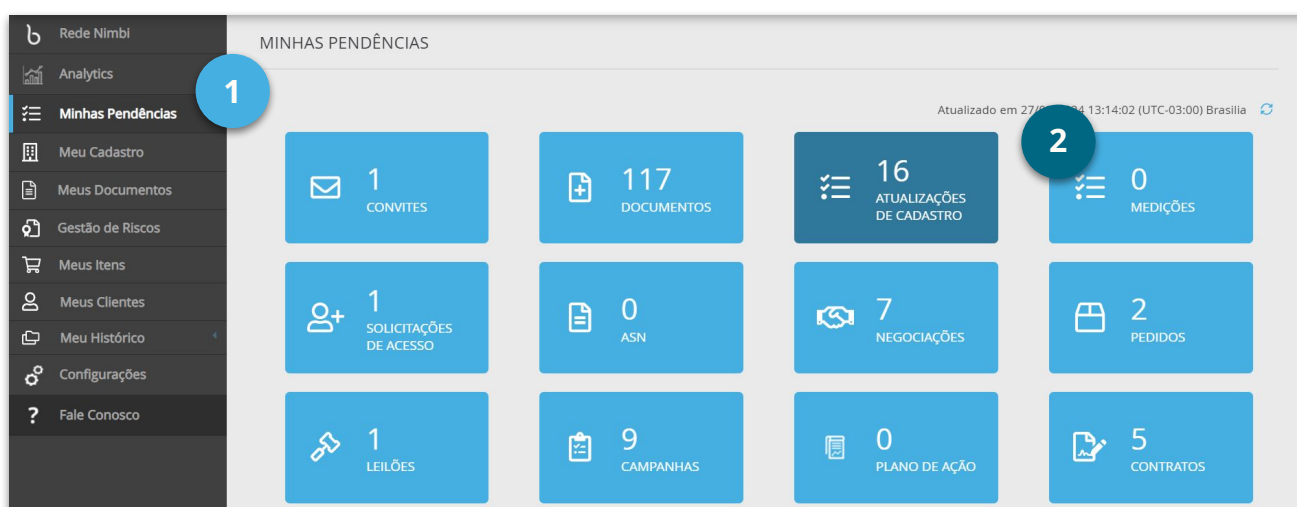 Rede Nimbi
Analytics
Minhas Pendências
Meu Cadastro
Meus Documentos
Gestão de Riscos
Meus Itens
Meus Clientes
Meu Histórico
Configurações
? Fale Conosco
1
MINHAS PENDÊNCIAS
Atualizado em 27/ 13:14:02 (UTC-03:00) Brasilia
2
1
CONVITES
117
DOCUMENTOS
16
ATUALIZAÇÕES
DE CADASTRO
0
MEDIÇÕES
1
SOLICITAÇÕES
DE ACESSO
0
ASN
7
NEGOCIAÇÕES
2
PEDIDOS
1
LEILÕES
9
CAMPANHAS
0
PLANO DE AÇÃO
5
CONTRATOS